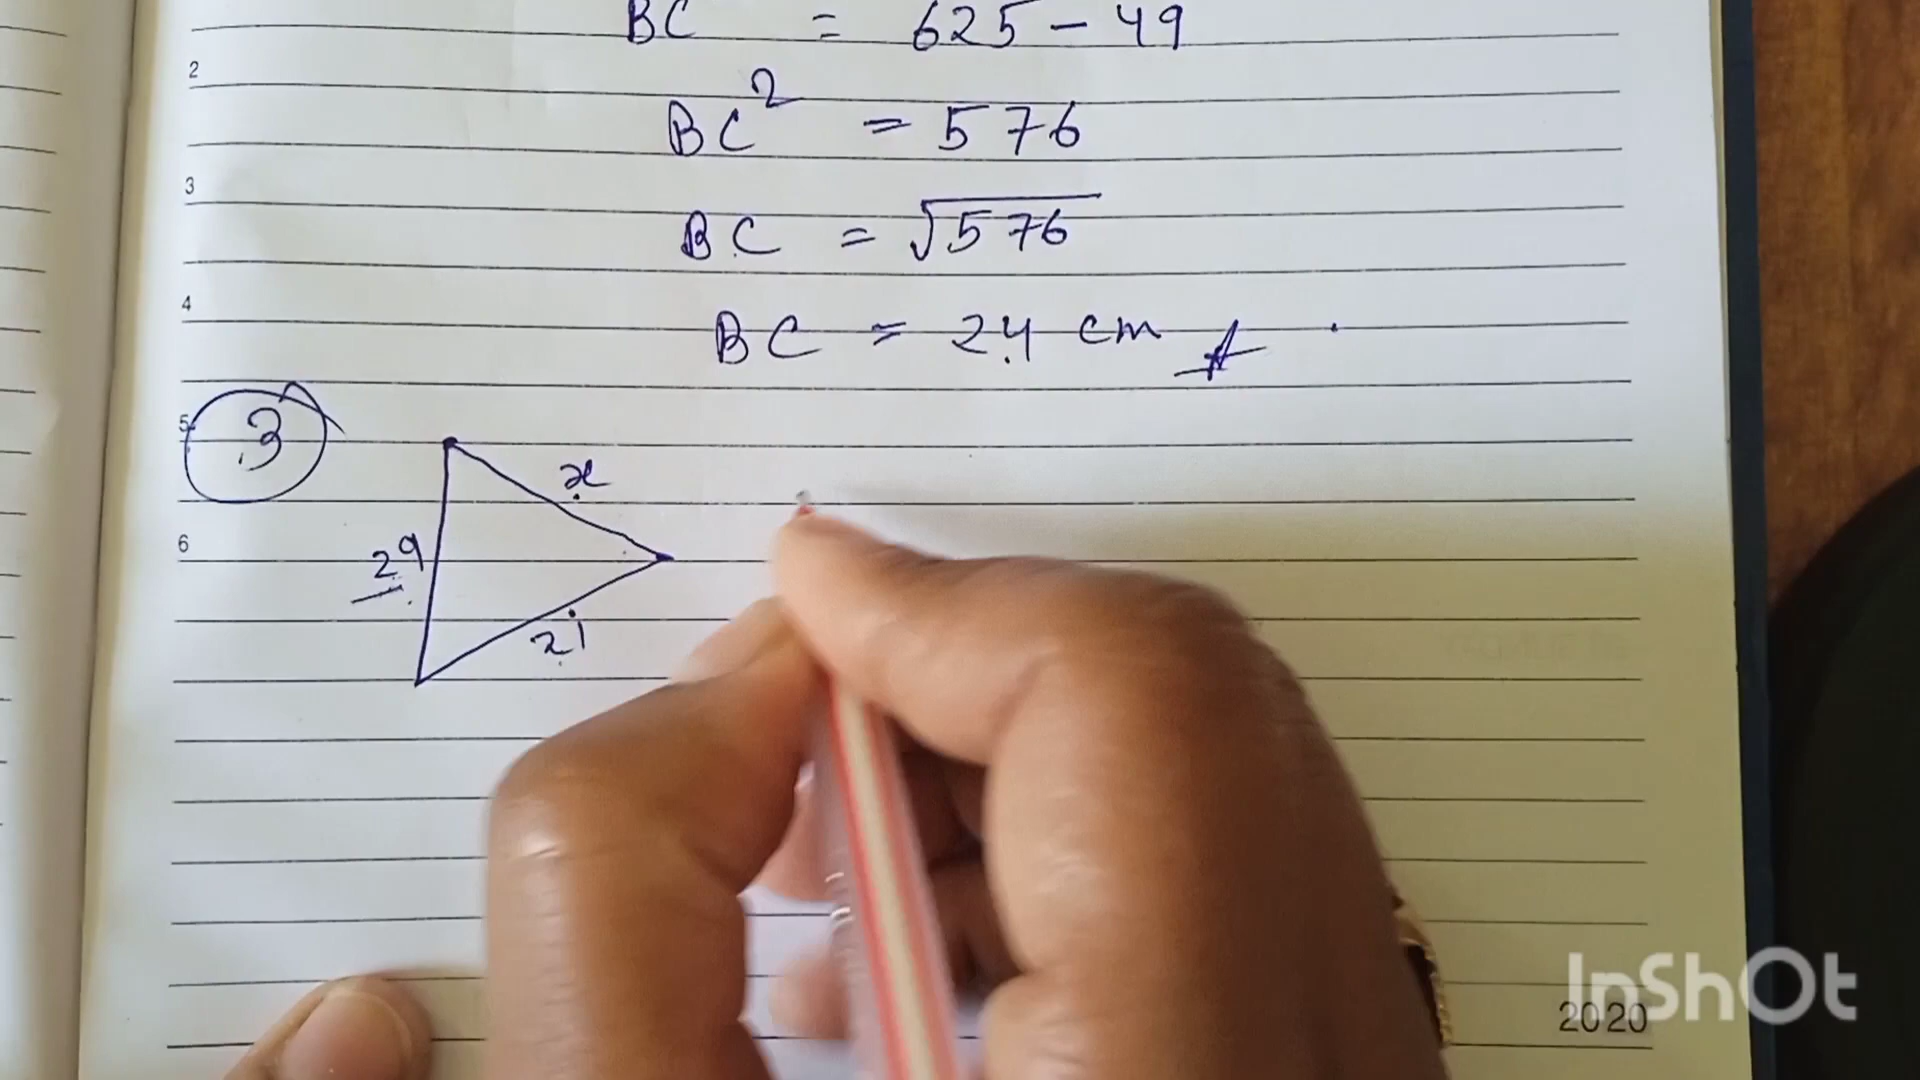 BC = 625 - 49
2
BC² = 576
3
BC = √576
4
BC = 24 cm
5
3
x
6
29
21
InShOt
2020